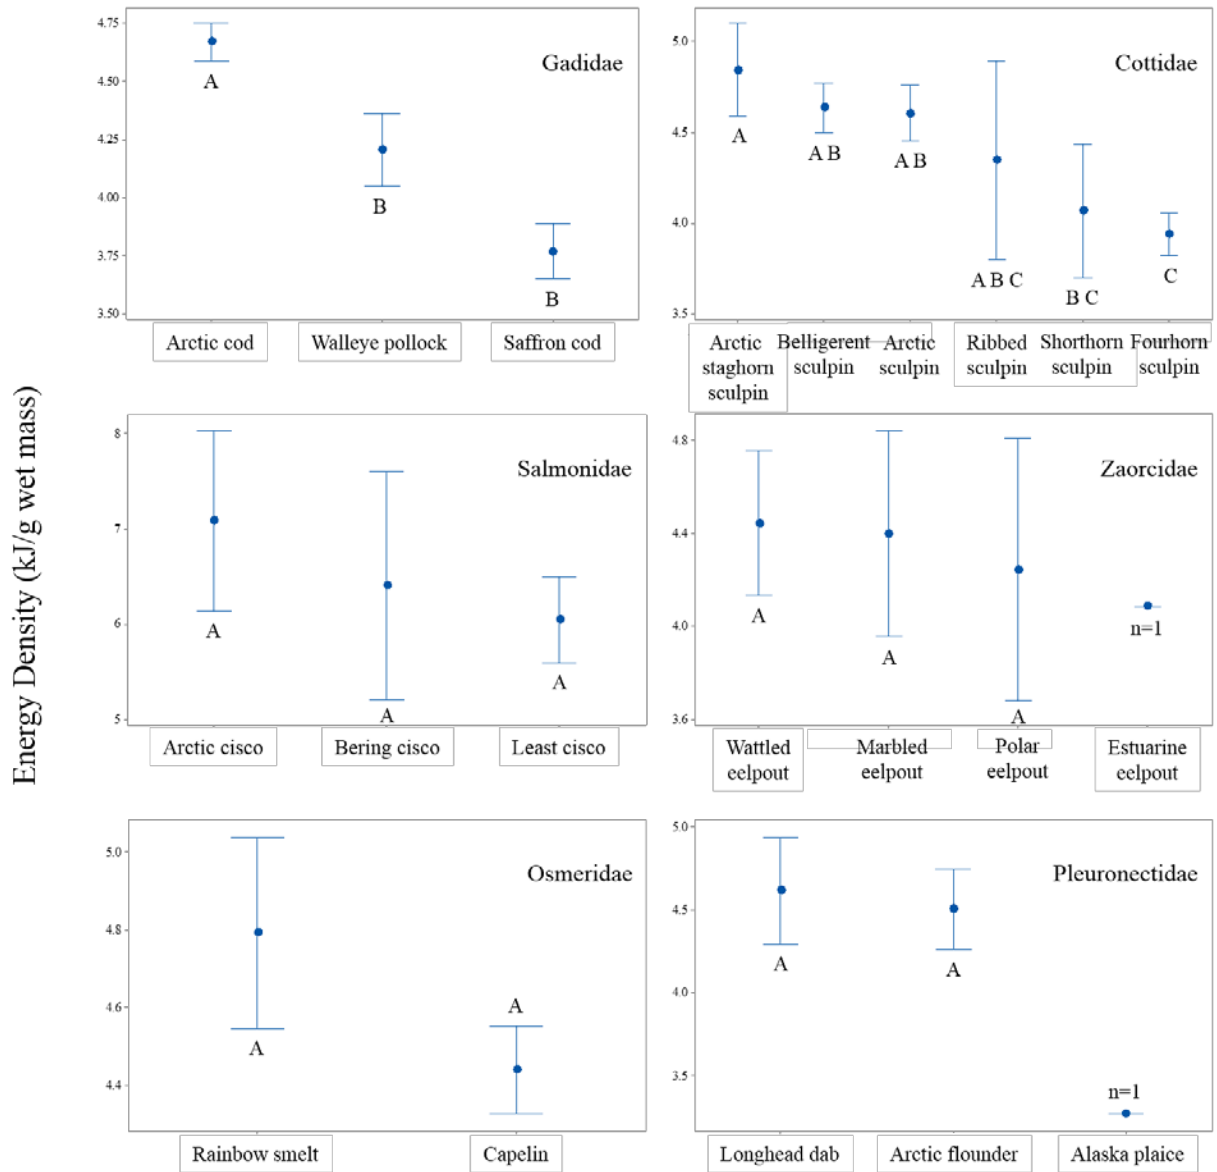 Energy Density (kJ/g wet mass)
Gadidae
4.75
4.50
4.25
4.00
3.75
3.50
A
B
B
Arctic cod
Walleye pollock
Saffron cod
Cottidae
5.0
4.5
4.0
3.5
A
A B
A B
A B C
B C
C
Arctic staghorn sculpin
Belligerent sculpin
Arctic sculpin
Ribbed sculpin
Shorthorn sculpin
Fourhorn sculpin
Salmonidae
8
7
6
5
A
A
A
Arctic cisco
Bering cisco
Least cisco
Zaorcidae
4.8
4.4
4.0
3.6
A
A
A
n=1
Wattled eelpout
Marbled eelpout
Polar eelpout
Estuarine eelpout
Osmeridae
5.0
4.8
4.6
4.4
A
A
Rainbow smelt
Capelin
Pleuronectidae
5.0
4.5
4.0
3.5
A
A
n=1
Longhead dab
Arctic flounder
Alaska plaice